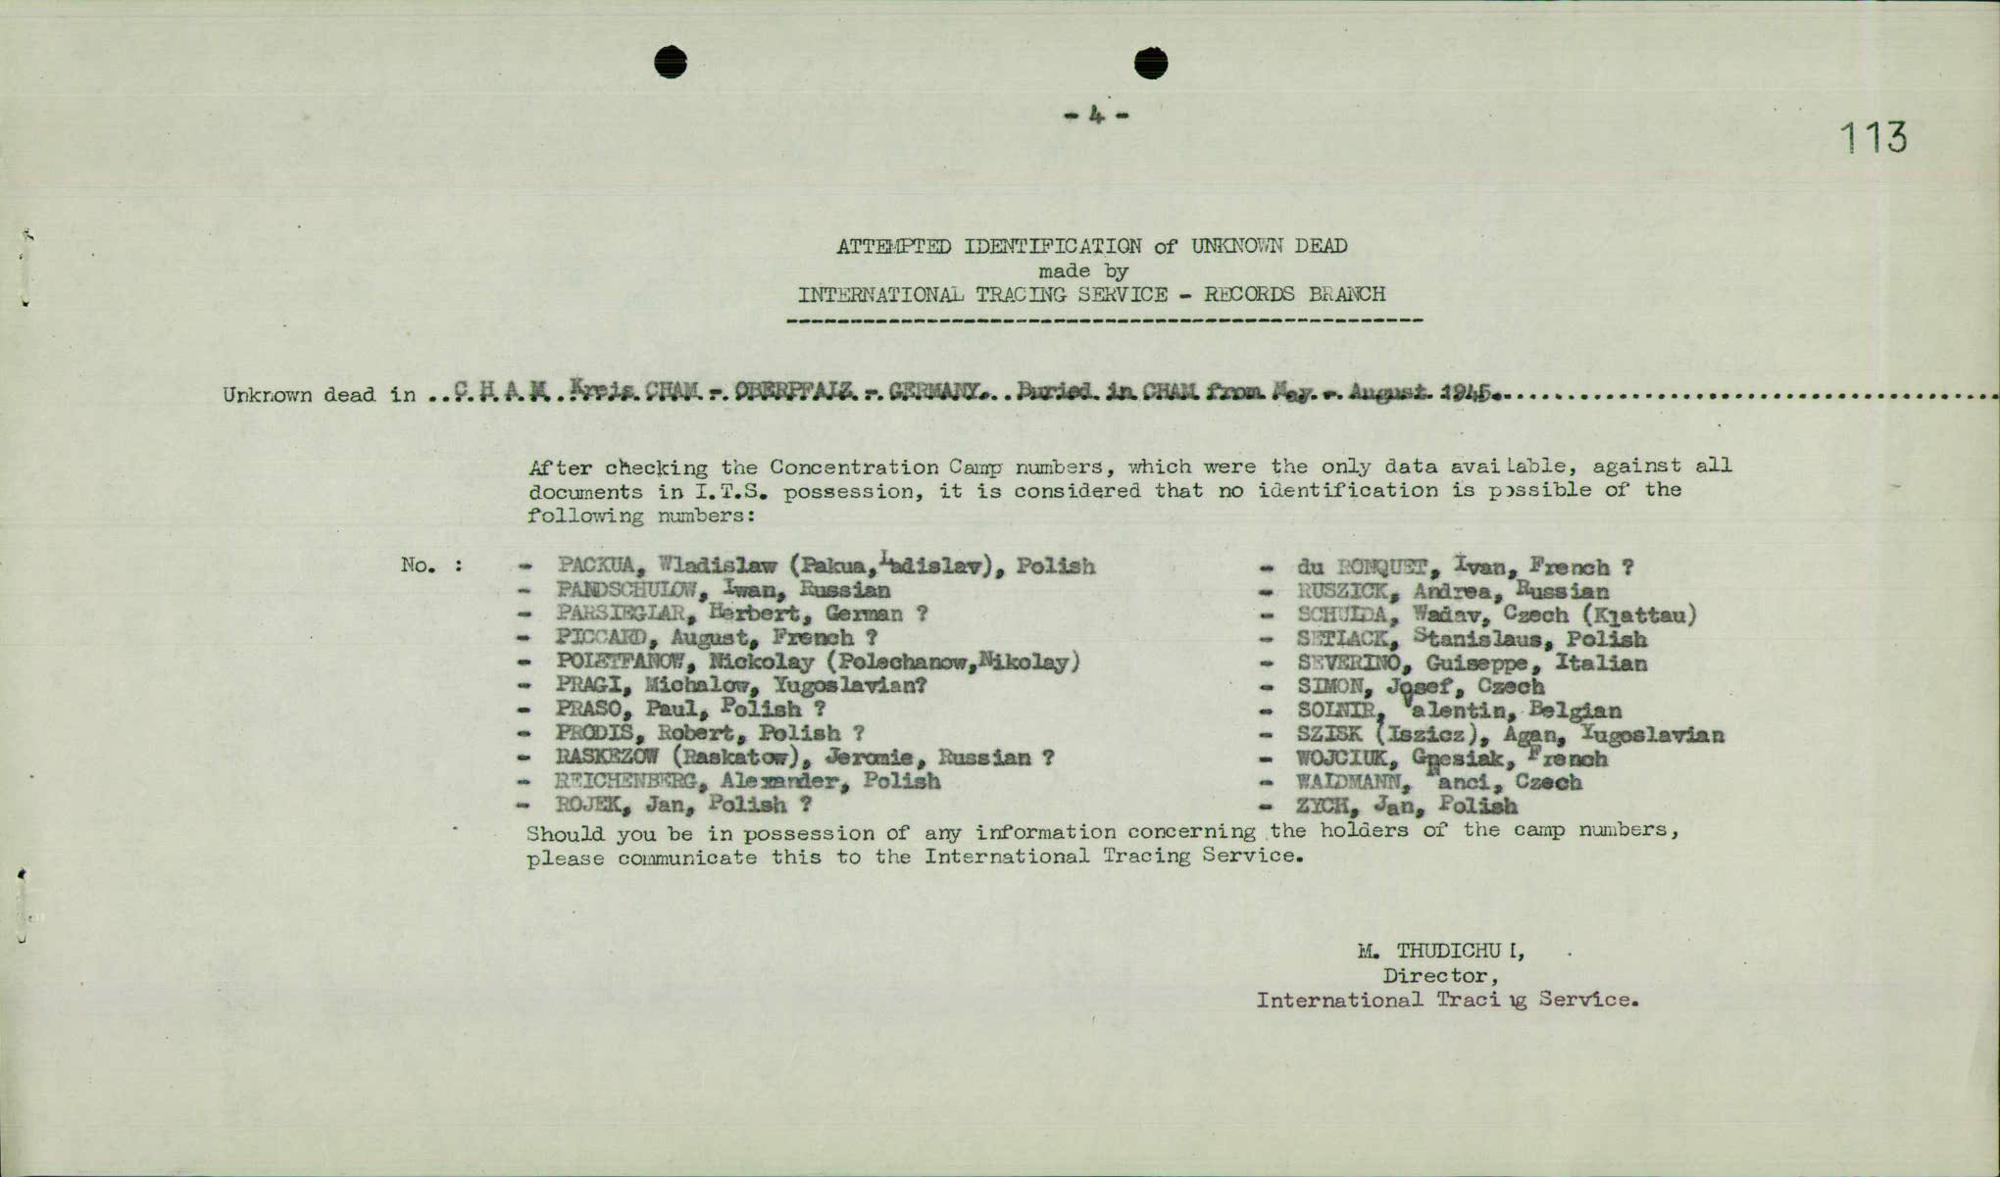 - 4 -
113
ATTEMPTED IDENTIFICATION of UNKNOWN DEAD
made by
INTERNATIONAL TRACING SERVICE - RECORDS BRANCH
Unknown dead in ..C.H.A.M. Kreis. CHAM.-. OBERPFALZ.-. GERMANY...Buried. in. CHAM. from. May.-. August. 1945.
After checking the Concentration Camp numbers, which were the only data available, against all
documents in I.T.S. possession, it is considered that no identification is possible of the
following numbers:
No. : - PACKUA, Wladislaw (Pakua, Ladislav), Polish
- PANDSCHULOW, Iwan, Russian
- PARSIEGLAR, Herbert, German ?
- PICCARD, August, French ?
- POLETFANOW, Nickolay (Polechanow, Nikolay)
- PRAGI, Michalow, Yugoslavian?
- PRASO, Paul, Polish ?
- PRODIS, Robert, Polish ?
- RASKEZOW (Raskatow), Jeromie, Russian ?
- REICHENBERG, Alexander, Polish
- ROJEK, Jan, Polish ?
- du RONQUET, Ivan, French ?
- RUSZICK, Andrea, Russian
- SCHULDA, Wadav, Czech (Klattau)
- SETLACK, Stanislaus, Polish
- SEVERINO, Guiseppe, Italian
- SIMON, Josef, Czech
- SOLNIR, Valentin, Belgian
- SZISK (Iszicz), Agan, Yugoslavian
- WOJCIUK, Gnesiak, French
- WALDMANN, anci, Czech
- ZYCH, Jan, Polish
Should you be in possession of any information concerning the holders of the camp numbers,
please communicate this to the International Tracing Service.
M. THUDICHUM,
Director,
International Tracing Service.